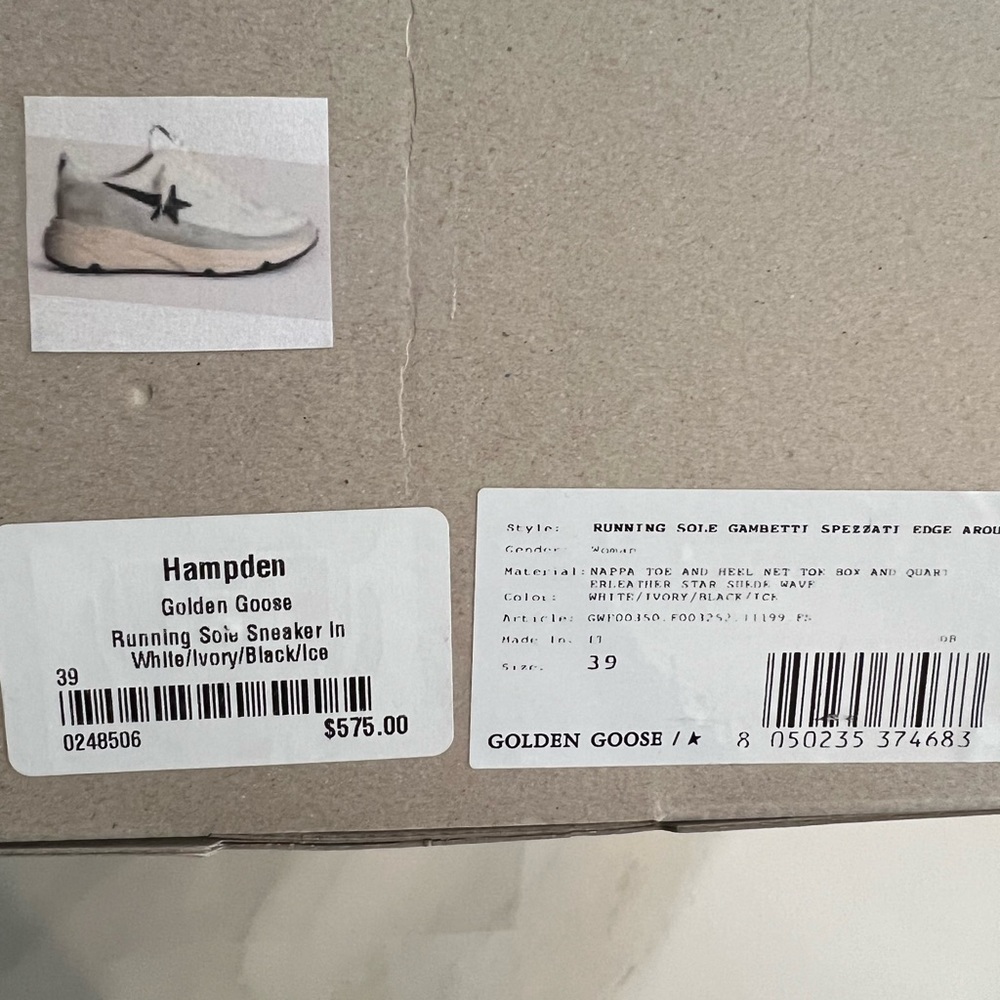 Hampden
Golden Goose
Running Sole Sneaker in
White/Ivory/Black/Ice
39
0248506
$575.00
Style: RUNNING SOLE GAMBETTI SPEZZATI EDGE AROU
Gender: Woman
Material: NAPPA TOE AND HEEL NET TOE BOX AND QUART
ERLEATHER STAR SUEDE WAVE
Color: WHITE/IVORY/BLACK/ICE
Article:
Made In: IT
Size: 39
GOLDEN GOOSE / ★
8 050235 374683